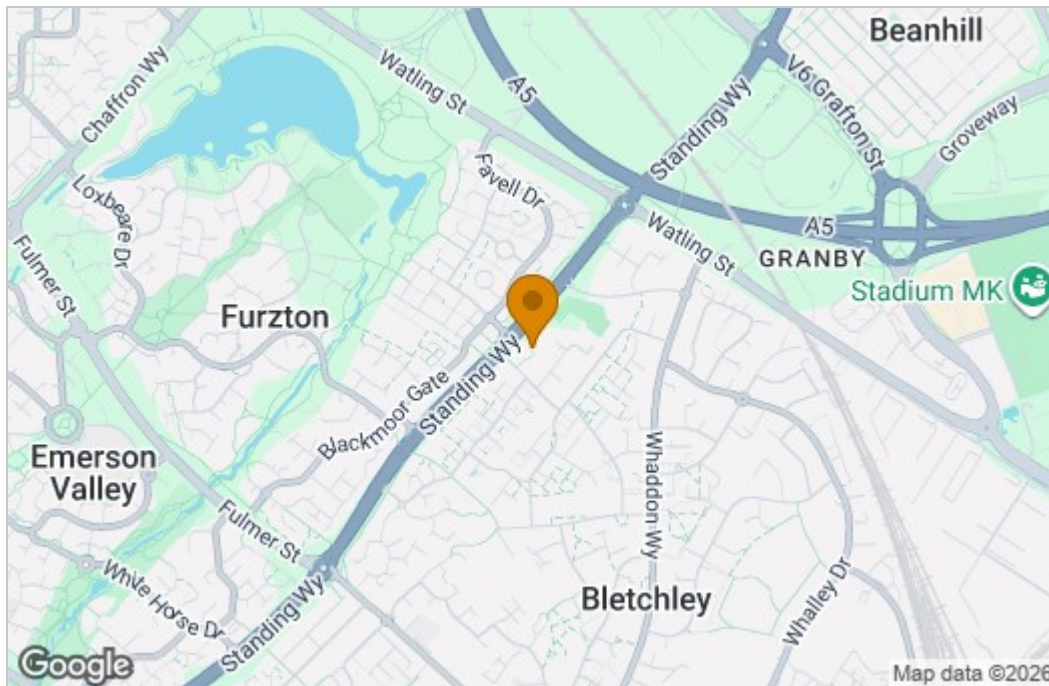 Beanhill
Chaffron Wy
Watling St
A5
Standing Wy
V6 Grafton St
Groveway
Loxbeare Dr
Favell Dr
Fulmer St
Watling St
A5
GRANBY
Stadium MK
Furzton
Standing Wy
Blackmoor Gate
Emerson
Valley
Whaddon Wy
Fulmer St
White Horse Dr
Standing Wy
Bletchley
Whalley Dr
Google
Map data ©2026